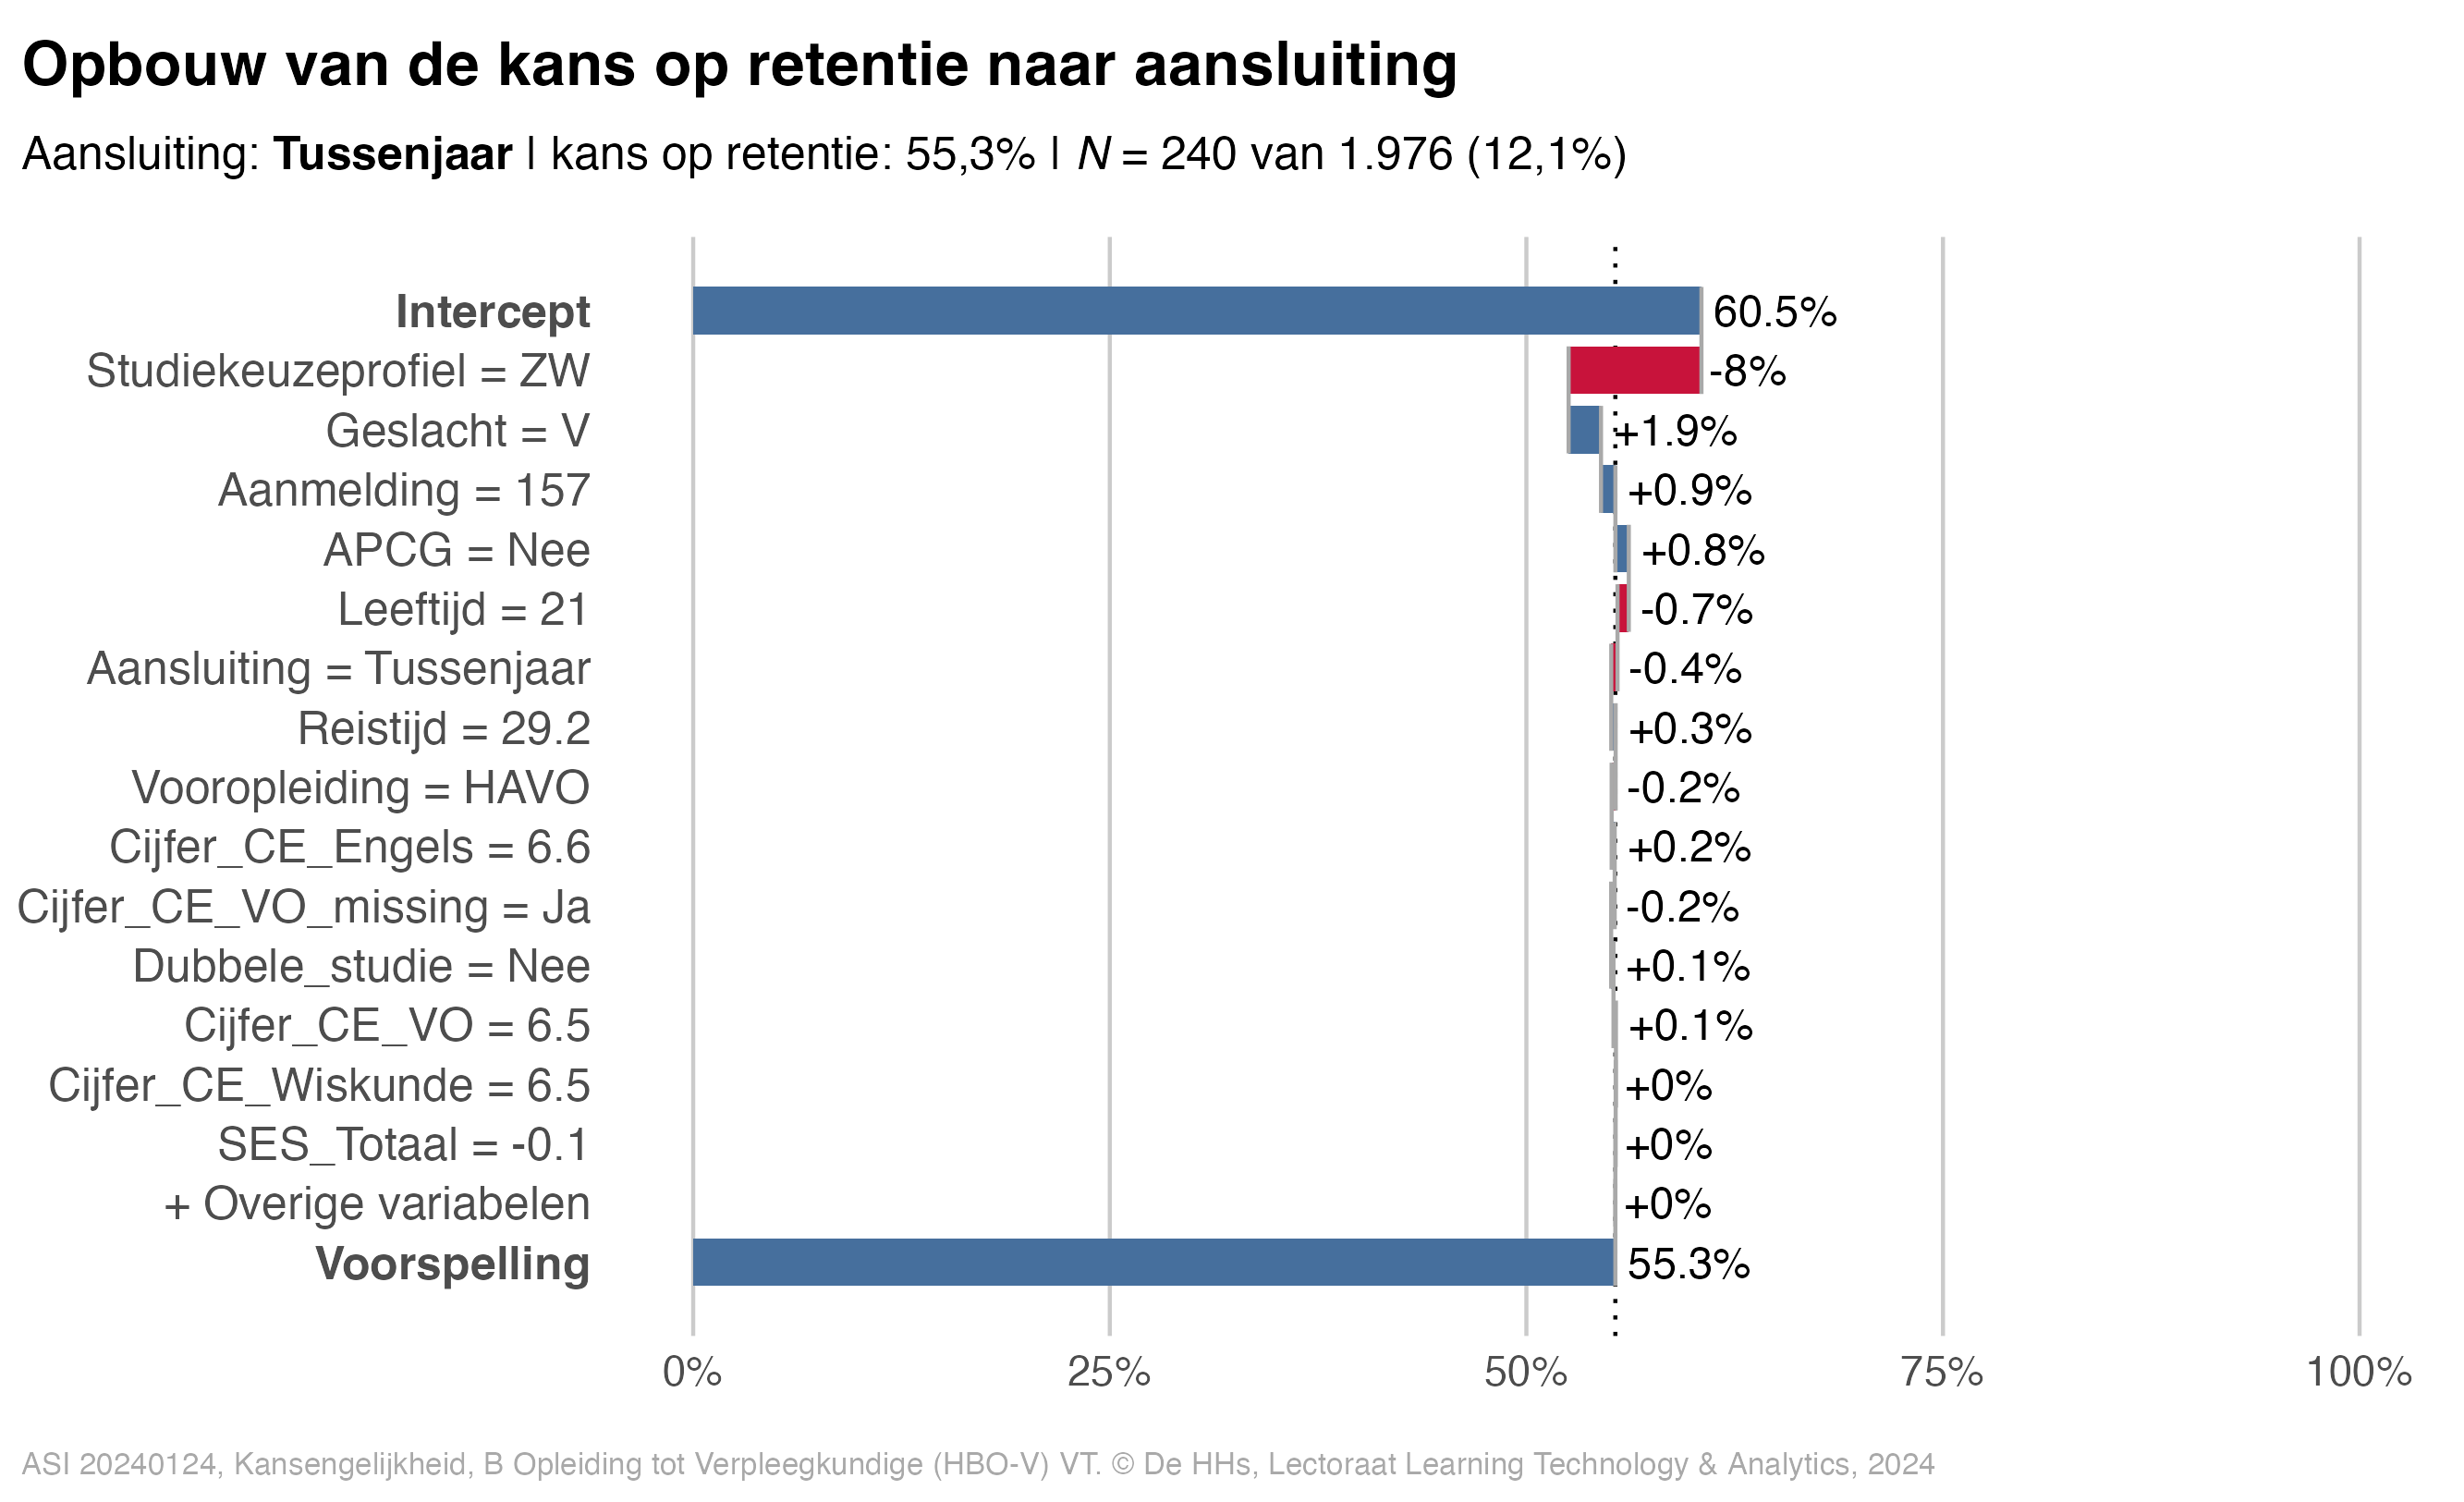 Opbouw van de kans op retentie naar aansluiting
Aansluiting: Tussenjaar | kans op retentie: 55,3% | N = 240 van 1.976 (12,1%)
Intercept 60.5%
Studiekeuzeprofiel = ZW -8%
Geslacht = V +1.9%
Aanmelding = 157 +0.9%
APCG = Nee +0.8%
Leeftijd = 21 -0.7%
Aansluiting = Tussenjaar -0.4%
Reistijd = 29.2 +0.3%
Vooropleiding = HAVO -0.2%
Cijfer_CE_Engels = 6.6 +0.2%
Cijfer_CE_VO_missing = Ja -0.2%
Dubbele_studie = Nee +0.1%
Cijfer_CE_VO = 6.5 +0.1%
Cijfer_CE_Wiskunde = 6.5 +0%
SES_Totaal = -0.1 +0%
+ Overige variabelen +0%
Voorspelling 55.3%
0% 25% 50% 75% 100%
ASI 20240124, Kansengelijkheid, B Opleiding tot Verpleegkundige (HBO-V) VT. © De HHs, Lectoraat Learning Technology & Analytics, 2024